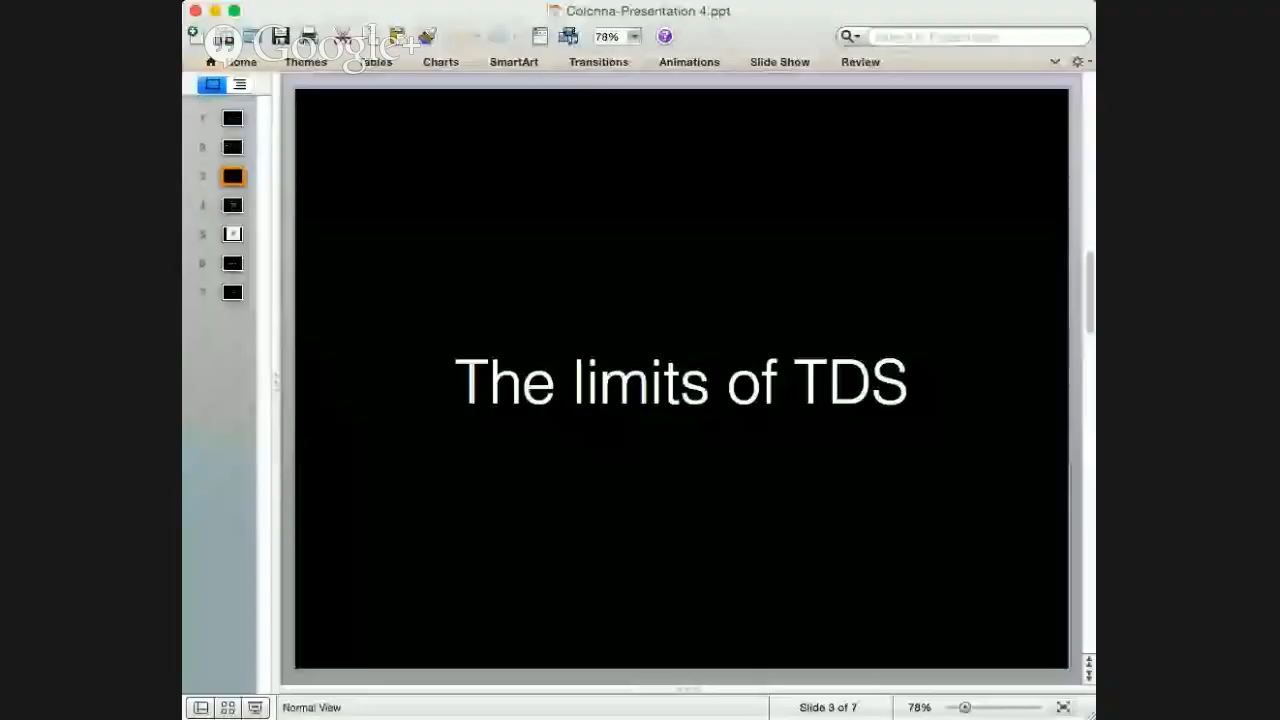 Colonna-Presentation 4.ppt
Google+
78%
Home
Themes
Tables
Charts
SmartArt
Transitions
Animations
Slide Show
Review
The limits of TDS
Normal View
Slide 3 of 7
78%